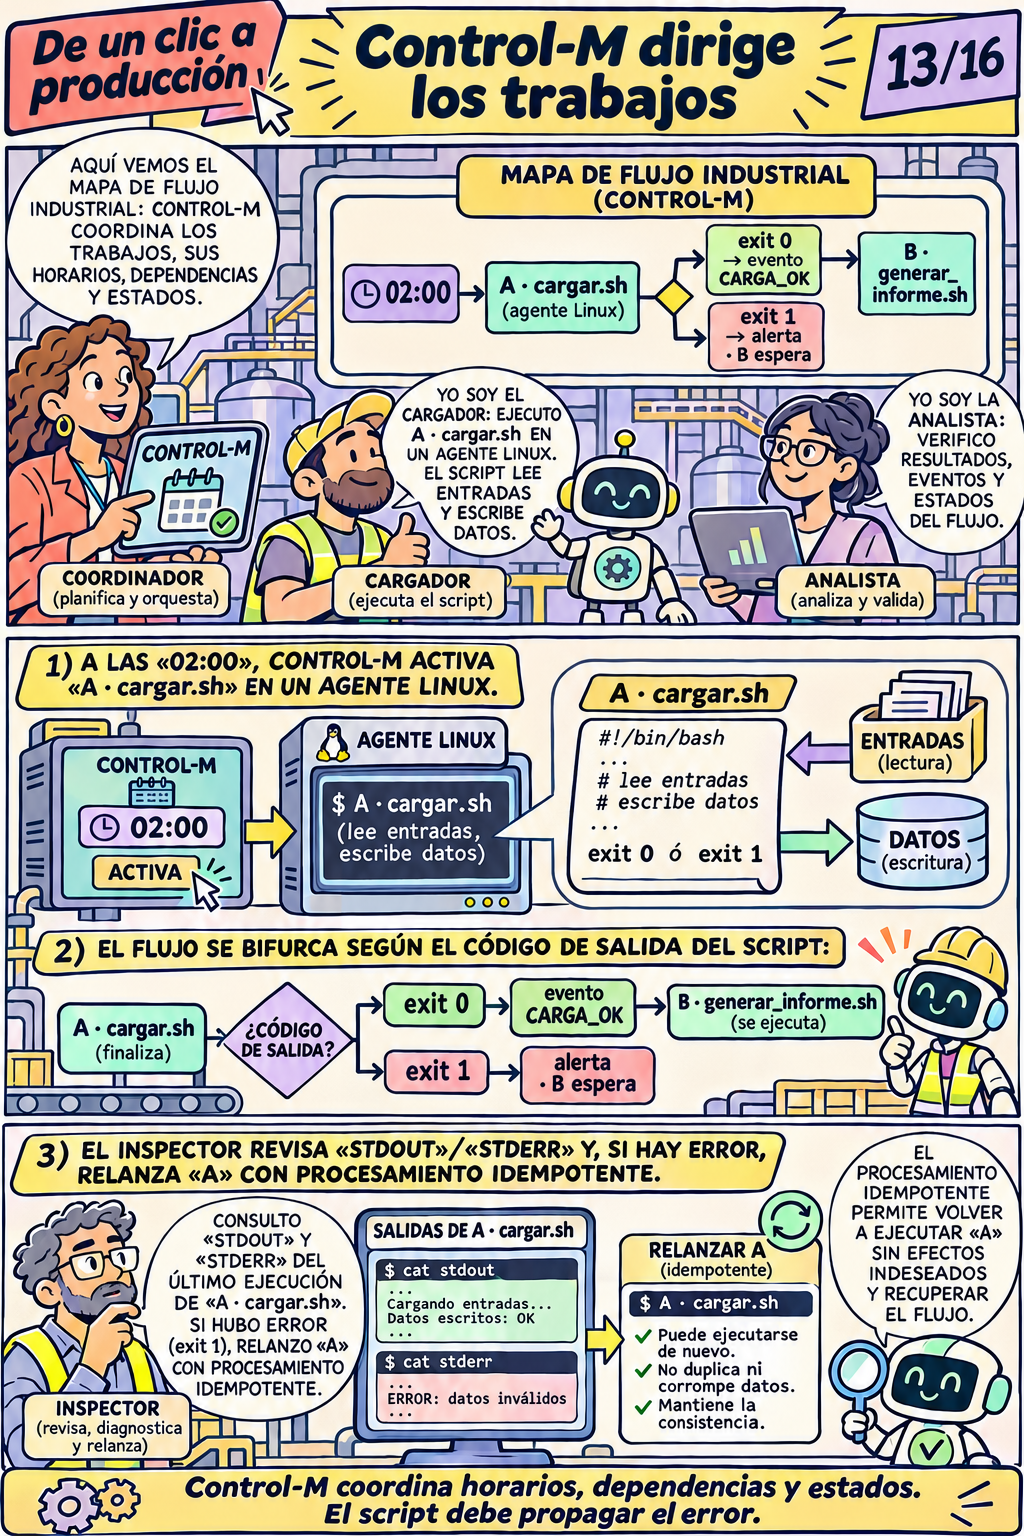 De un clic a
producción
Control-M dirige
los trabajos
13/16
AQUÍ VEMOS EL
MAPA DE FLUJO
INDUSTRIAL: CONTROL-M
COORDINA LOS
TRABAJOS, SUS
HORARIOS, DEPENDENCIAS
Y ESTADOS.
MAPA DE FLUJO INDUSTRIAL
(CONTROL-M)
02:00
A · cargar.sh
(agente Linux)
exit 0
→ evento
CARGA_OK
B ·
generar_
informe.sh
exit 1
→ alerta
· B espera
CONTROL-M
YO SOY EL
CARGADOR: EJECUTO
A · cargar.sh EN
UN AGENTE LINUX.
EL SCRIPT LEE
ENTRADAS
Y ESCRIBE
DATOS.
YO SOY LA
ANALISTA:
VERIFICO
RESULTADOS,
EVENTOS Y
ESTADOS
DEL FLUJO.
COORDINADOR
(planifica y orquesta)
CARGADOR
(ejecuta el script)
ANALISTA
(analiza y valida)
1) A LAS «02:00», CONTROL-M ACTIVA
«A · cargar.sh» EN UN AGENTE LINUX.
CONTROL-M
02:00
ACTIVA
AGENTE LINUX
$ A · cargar.sh
(lee entradas,
escribe datos)
A · cargar.sh
#!/bin/bash
...
# lee entradas
# escribe datos
...
exit 0 ó exit 1
ENTRADAS
(lectura)
DATOS
(escritura)
2) EL FLUJO SE BIFURCA SEGÚN EL CÓDIGO DE SALIDA DEL SCRIPT:
A · cargar.sh
(finaliza)
¿CÓDIGO
DE SALIDA?
exit 0
evento
CARGA_OK
B · generar_informe.sh
(se ejecuta)
exit 1
alerta
· B espera
3) EL INSPECTOR REVISA «STDOUT»/«STDERR» Y, SI HAY ERROR,
RELANZA «A» CON PROCESAMIENTO IDEMPOTENTE.
CONSULTO
«STDOUT» Y
«STDERR» DEL
ÚLTIMO EJECUCIÓN
DE «A · cargar.sh».
SI HUBO ERROR
(exit 1), RELANZO «A»
CON PROCESAMIENTO
IDEMPOTENTE.
INSPECTOR
(revisa, diagnostica
y relanza)
SALIDAS DE A · cargar.sh
$ cat stdout
...
Cargando entradas...
Datos escritos: OK
...
$ cat stderr
...
ERROR: datos inválidos
...
RELANZAR A
(idempotente)
$ A · cargar.sh
✓ Puede ejecutarse
de nuevo.
✓ No duplica ni
corrompe datos.
✓ Mantiene la
consistencia.
EL
PROCESAMIENTO
IDEMPOTENTE
PERMITE VOLVER
A EJECUTAR «A»
SIN EFECTOS
INDESEADOS
Y RECUPERAR
EL FLUJO.
Control-M coordina horarios, dependencias y estados.
El script debe propagar el error.